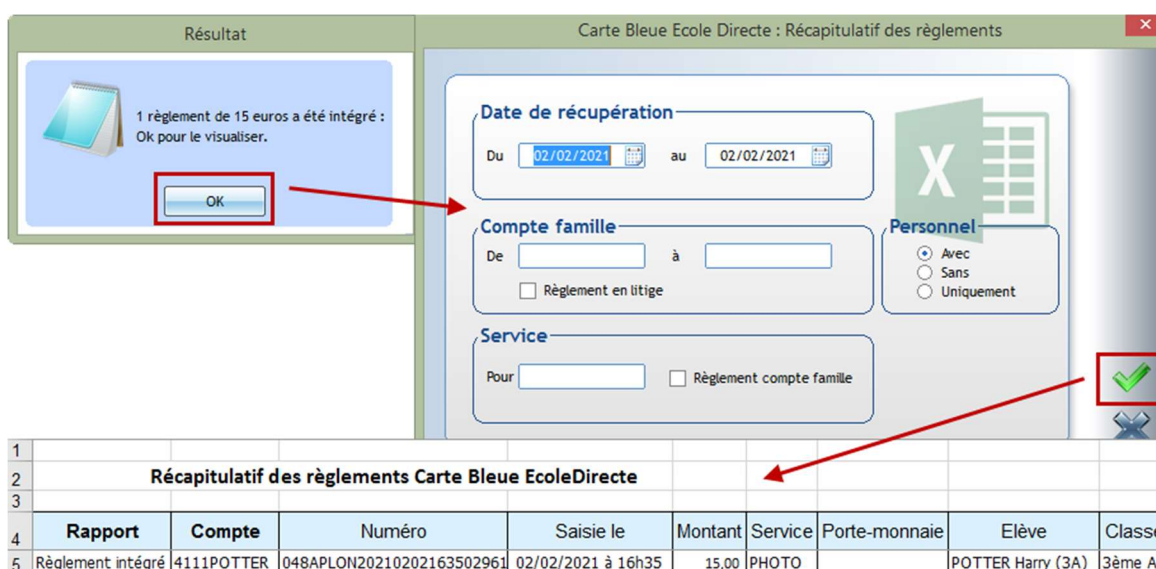 Résultat
1 règlement de 15 euros a été intégré :
Ok pour le visualiser.
OK
Carte Bleue Ecole Directe : Récapitulatif des règlements
Date de récupération
Du 02/02/2021 au 02/02/2021
X
Compte famille
De à
Règlement en litige
Personnel
Avec
Sans
Uniquement
Service
Pour Règlement compte famille
1
2 Récapitulatif des règlements Carte Bleue EcoleDirecte
3
4 Rapport Compte Numéro Saisie le Montant Service Porte-monnaie Elève Classe
5 Règlement intégré 4111POTTER 048APLON20210202163502961 02/02/2021 à 16h35 15.00 PHOTO POTTER Harry (3A) 3ème A